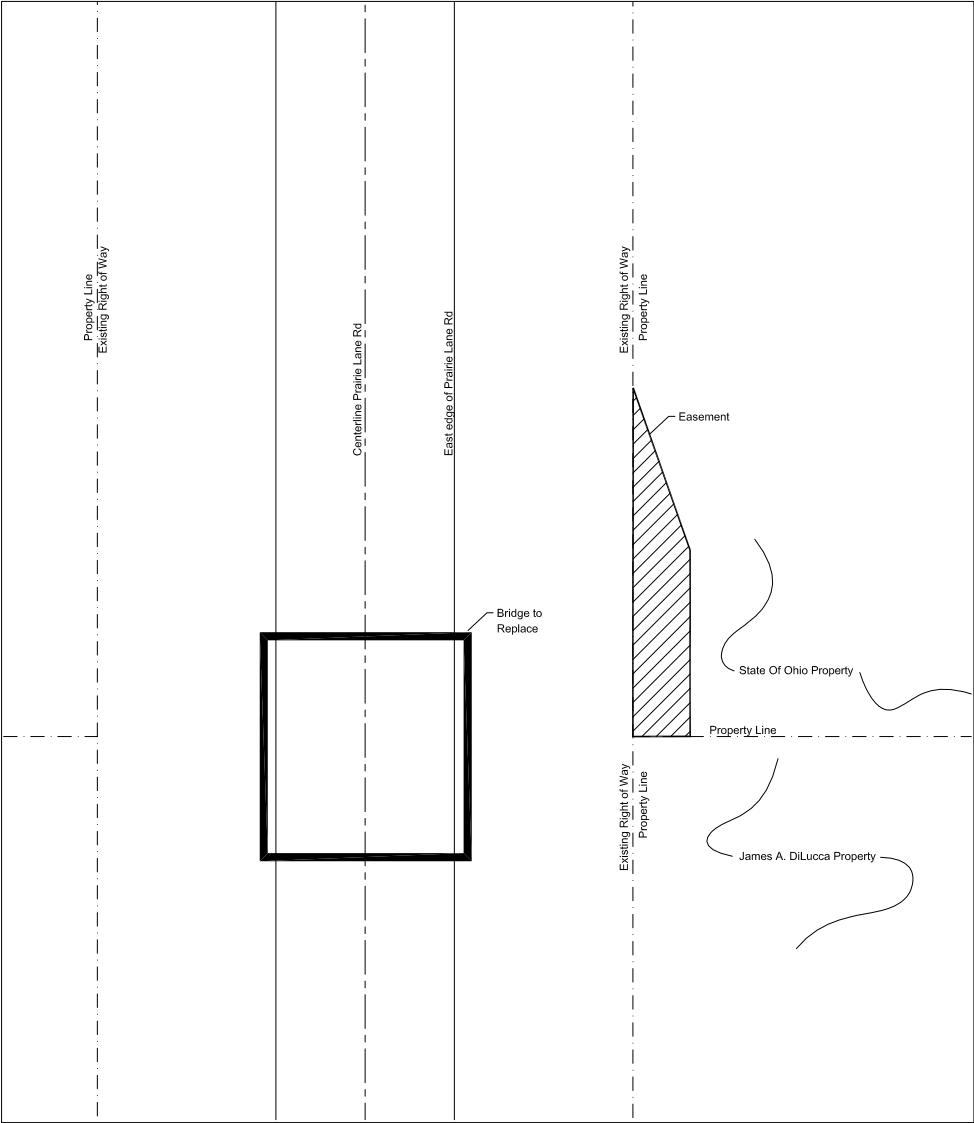 Property Line
Existing Right of Way
Centerline Prairie Lane Rd
East edge of Prairie Lane Rd
Existing Right of Way
Property Line
Easement
Bridge to
Replace
State Of Ohio Property
Property Line
Existing Right of Way
Property Line
James A. DiLucca Property